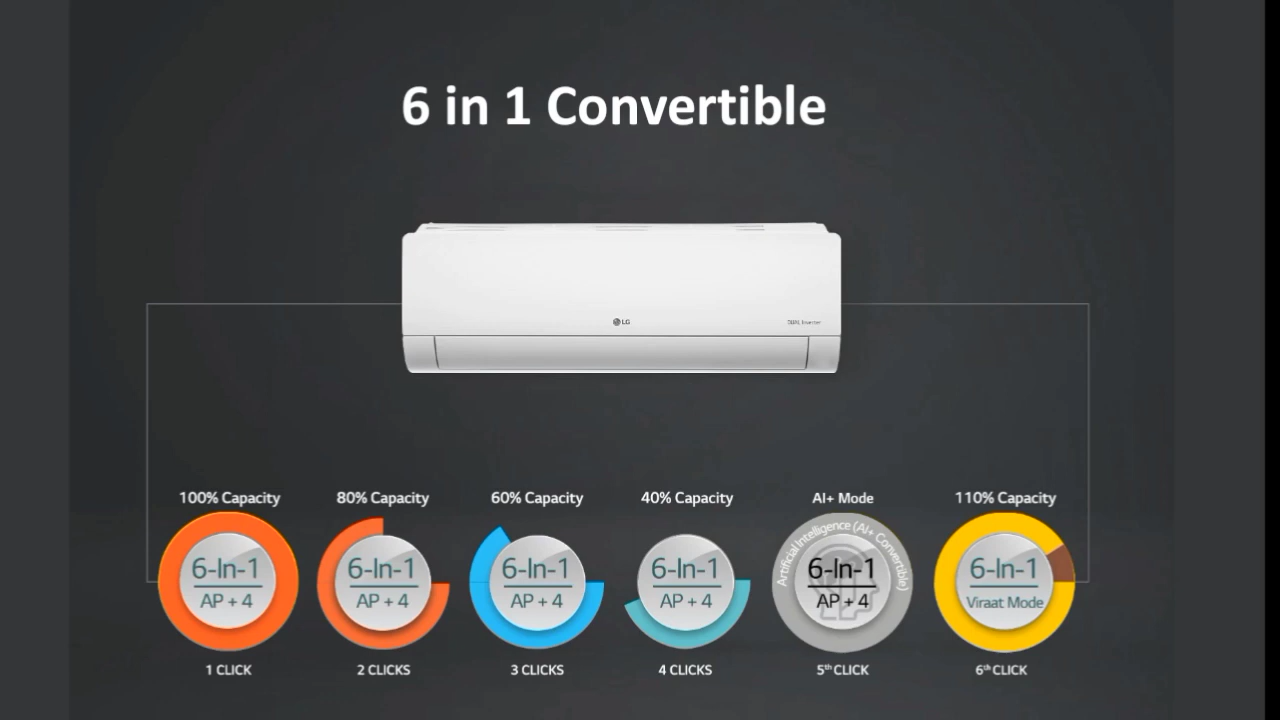 6 in 1 Convertible
LG
DUAL Inverter
100% Capacity
80% Capacity
60% Capacity
40% Capacity
AI+ Mode
110% Capacity
Artificial Intelligence (AI+ Convertible)
6-In-1
AP + 4
6-In-1
AP + 4
6-In-1
AP + 4
6-In-1
AP + 4
6-In-1
AP + 4
6-In-1
Viraat Mode
1 CLICK
2 CLICKS
3 CLICKS
4 CLICKS
5th CLICK
6th CLICK